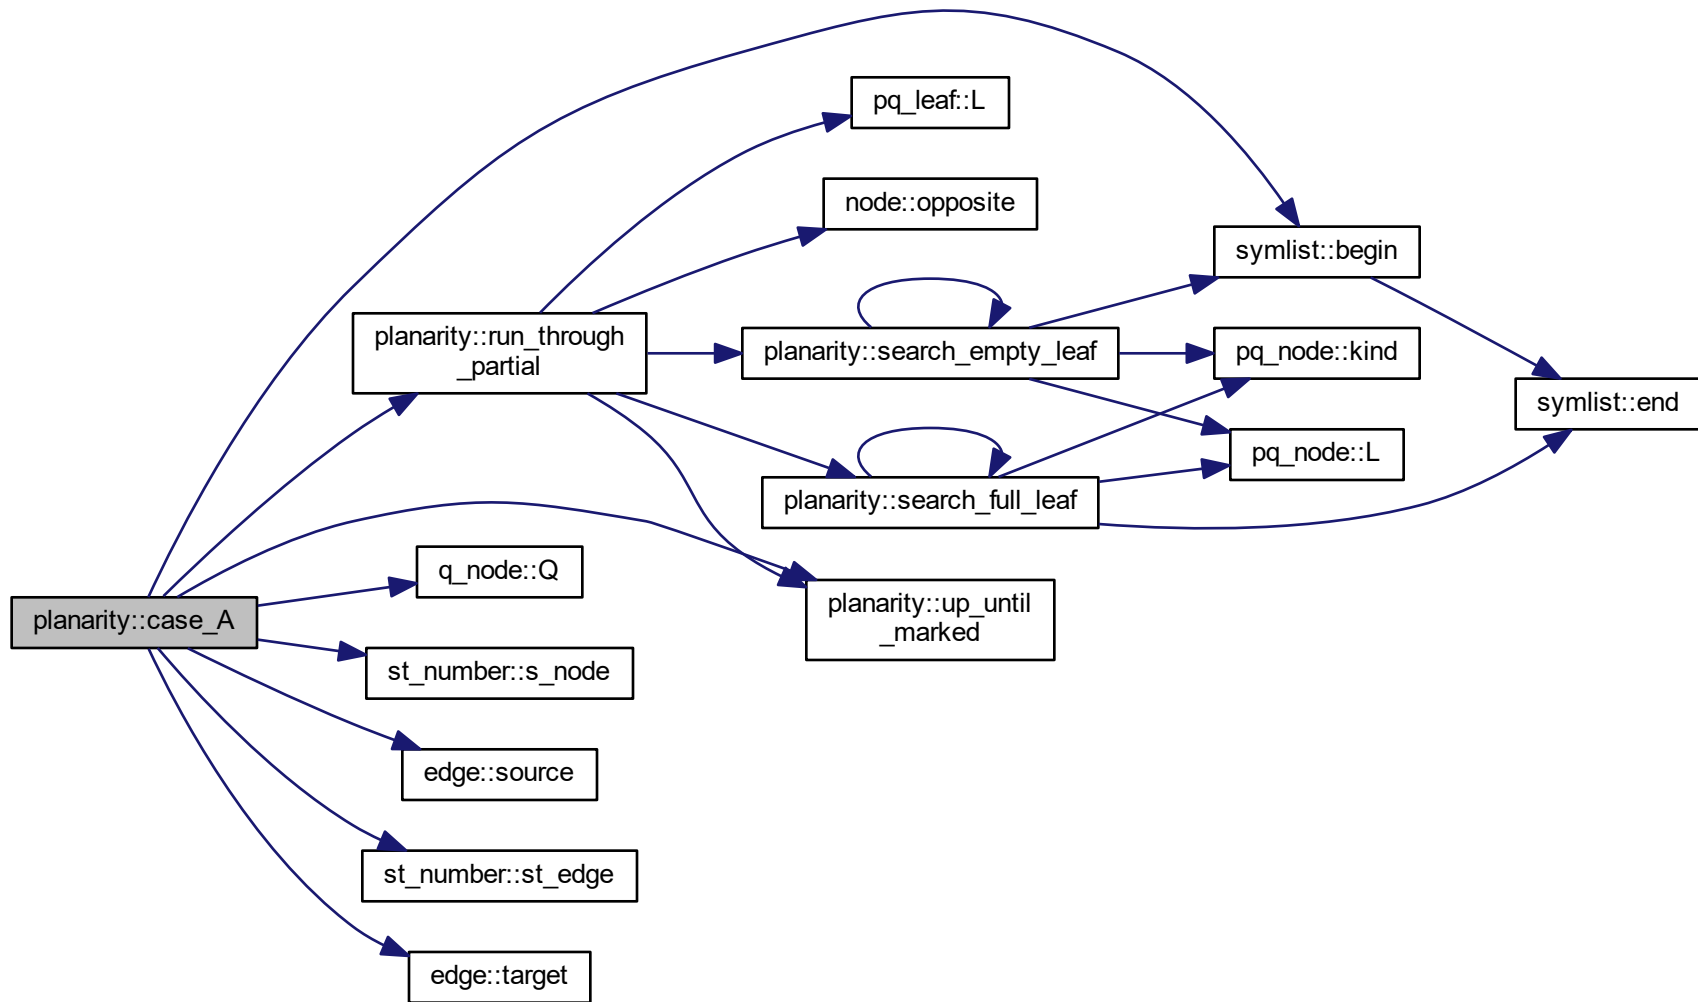 pq_leaf::L
node::opposite
symlist::begin
planarity::run_through
_partial
planarity::search_empty_leaf
pq_node::kind
symlist::end
pq_node::L
planarity::search_full_leaf
q_node::Q
planarity::up_until
_marked
planarity::case_A
st_number::s_node
edge::source
st_number::st_edge
edge::target